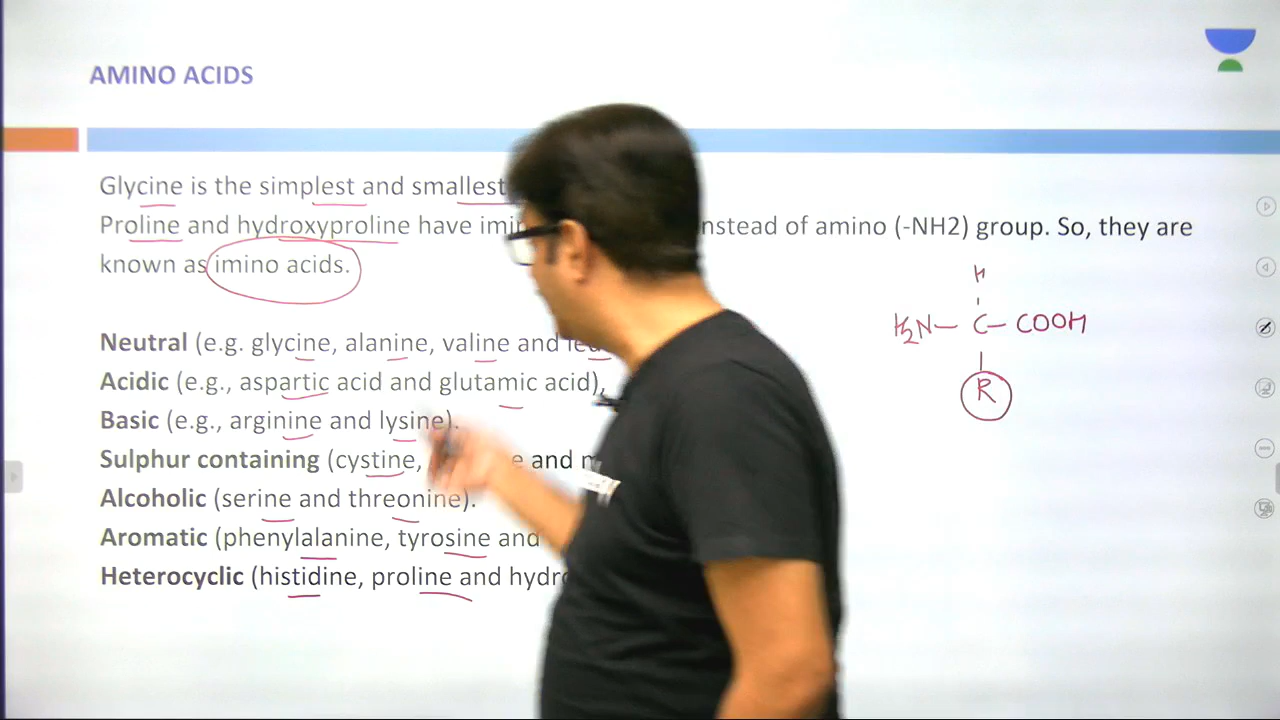 AMINO ACIDS
Glycine is the simplest and smallest
Proline and hydroxyproline have instead of amino (-NH2) group. So, they are
known as imino acids.
H
H2N — C — COOH
R
Neutral (e.g. glycine, alanine, valine and
Acidic (e.g., aspartic acid and glutamic acid),
Basic (e.g., arginine and lysine).
Sulphur containing (cystine, and
Alcoholic (serine and threonine).
Aromatic (phenylalanine, tyrosine and
Heterocyclic (histidine, proline and